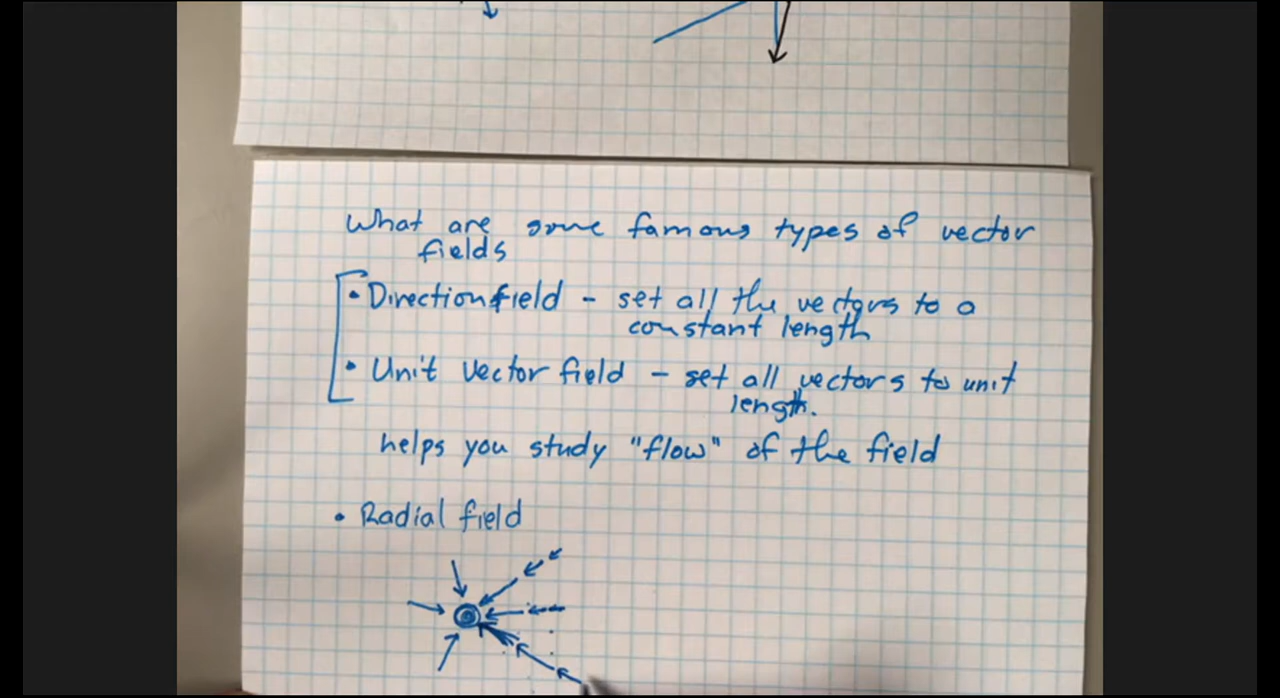 What are some famous types of vector
fields
• Direction field - set all the vectors to a
constant length
• Unit vector field - set all vectors to unit
length.
helps you study "flow" of the field
• Radial field